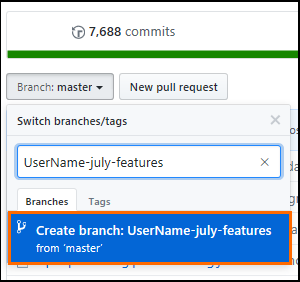 7,688 commits
Branch: master
New pull request
Switch branches/tags
UserName-july-features
Branches
Tags
Create branch: UserName-july-features
from ‘master’